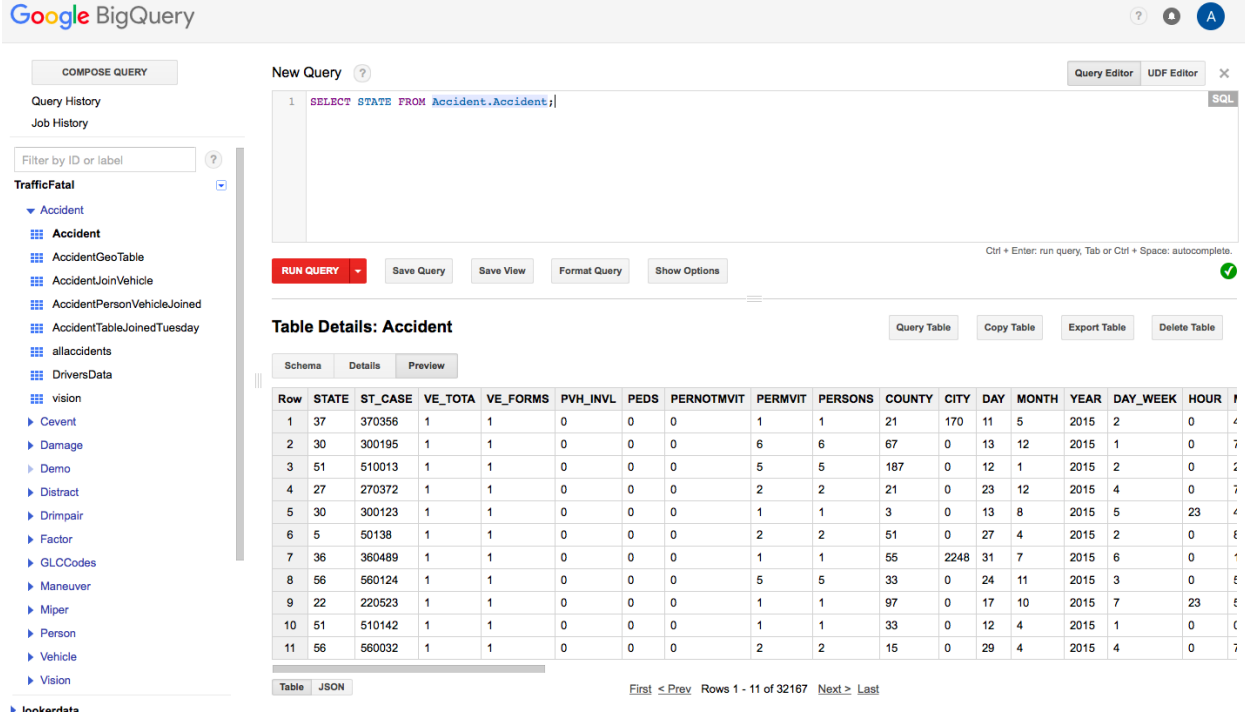 Google BigQuery
? A
COMPOSE QUERY
Query History
Job History
Filter by ID or label ?
TrafficFatal
Accident
Accident
AccidentGeoTable
AccidentJoinVehicle
AccidentPersonVehicleJoined
AccidentTableJoinedTuesday
allaccidents
DriversData
vision
Cevent
Damage
Demo
Distract
Drimpair
Factor
GLCCodes
Maneuver
Miper
Person
Vehicle
Vision
lookerdata
New Query ? Query Editor UDF Editor ×
1 SELECT STATE FROM Accident.Accident; SQL
Ctrl + Enter: run query, Tab or Ctrl + Space: autocomplete.
RUN QUERY Save Query Save View Format Query Show Options
Table Details: Accident Query Table Copy Table Export Table Delete Table
Schema Details Preview
Row STATE ST_CASE VE_TOTA VE_FORMS PVH_INVL PEDS PERNOTMVIT PERMVIT PERSONS COUNTY CITY DAY MONTH YEAR DAY_WEEK HOUR
1 37 370356 1 1 0 0 0 1 1 21 170 11 5 2015 2 0
2 30 300195 1 1 0 0 0 6 6 67 0 13 12 2015 1 0
3 51 510013 1 1 0 0 0 5 5 187 0 12 1 2015 2 0
4 27 270372 1 1 0 0 0 2 2 21 0 23 12 2015 4 0
5 30 300123 1 1 0 0 0 1 1 3 0 13 8 2015 5 23
6 5 50138 1 1 0 0 0 2 2 51 0 27 4 2015 2 0
7 36 360489 1 1 0 0 0 1 1 55 2248 31 7 2015 6 0
8 56 560124 1 1 0 0 0 5 5 33 0 24 11 2015 3 0
9 22 220523 1 1 0 0 0 1 1 97 0 17 10 2015 7 23
10 51 510142 1 1 0 0 0 1 1 33 0 12 4 2015 1 0
11 56 560032 1 1 0 0 0 2 2 15 0 29 4 2015 4 0
Table JSON First < Prev Rows 1 - 11 of 32167 Next > Last